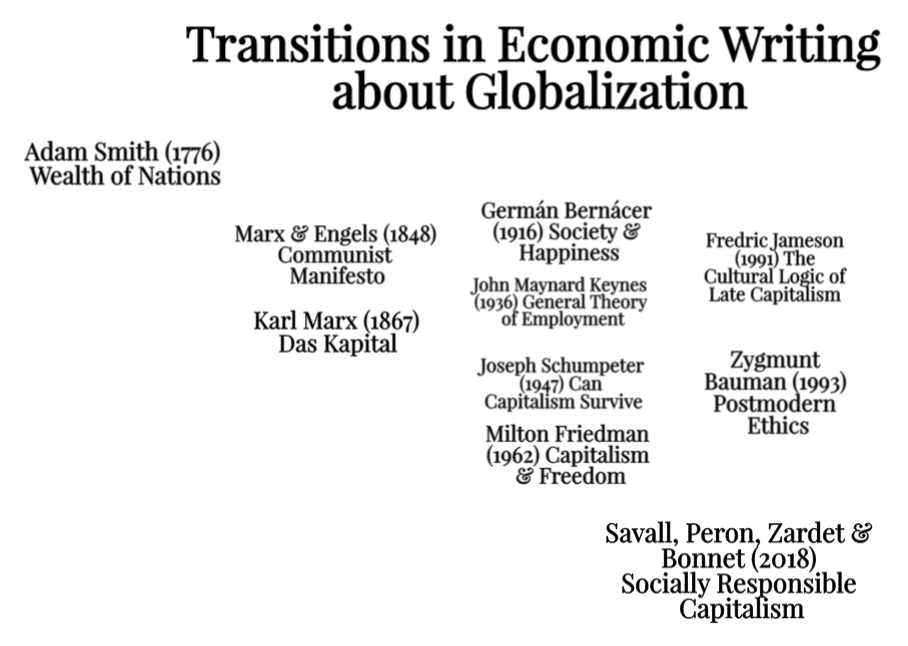 Transitions in Economic Writing
about Globalization
Adam Smith (1776)
Wealth of Nations
Marx & Engels (1848)
Communist
Manifesto
Karl Marx (1867)
Das Kapital
Germán Bernácer
(1916) Society &
Happiness
John Maynard Keynes
(1936) General Theory
of Employment
Joseph Schumpeter
(1947) Can
Capitalism Survive
Milton Friedman
(1962) Capitalism
& Freedom
Fredric Jameson
(1991) The
Cultural Logic of
Late Capitalism
Zygmunt
Bauman (1993)
Postmodern
Ethics
Savall, Peron, Zardet &
Bonnet (2018)
Socially Responsible
Capitalism